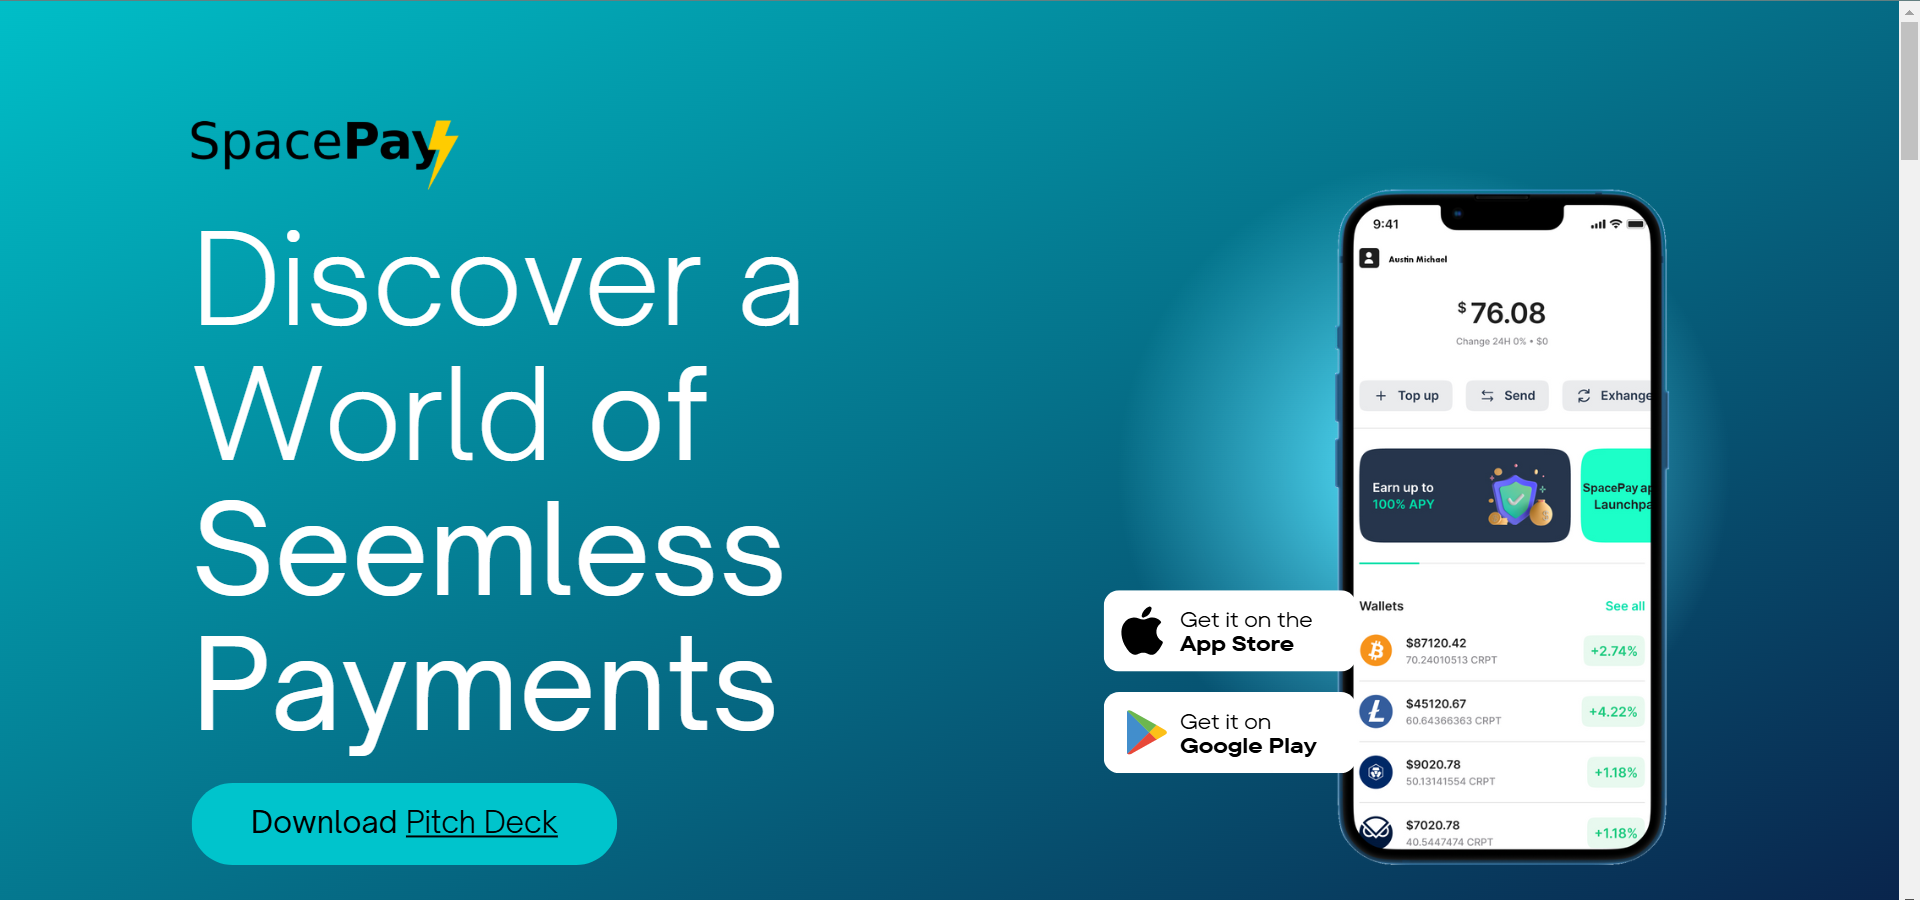 SpacePay
Discover a
World of
Seemless
Payments
Download Pitch Deck
Get it on the
App Store
Get it on
Google Play
9:41
Austin Michael
$76.08
Change 24H 0% • $0
Top up
Send
Exhange
Earn up to
100% APY
SpacePay ap
Launchpa
Wallets
See all
$87120.42
70.24010513 CRPT
+2.74%
$45120.67
60.64366363 CRPT
+4.22%
$9020.78
50.13141554 CRPT
+1.18%
$7020.78
40.5447474 CRPT
+1.18%